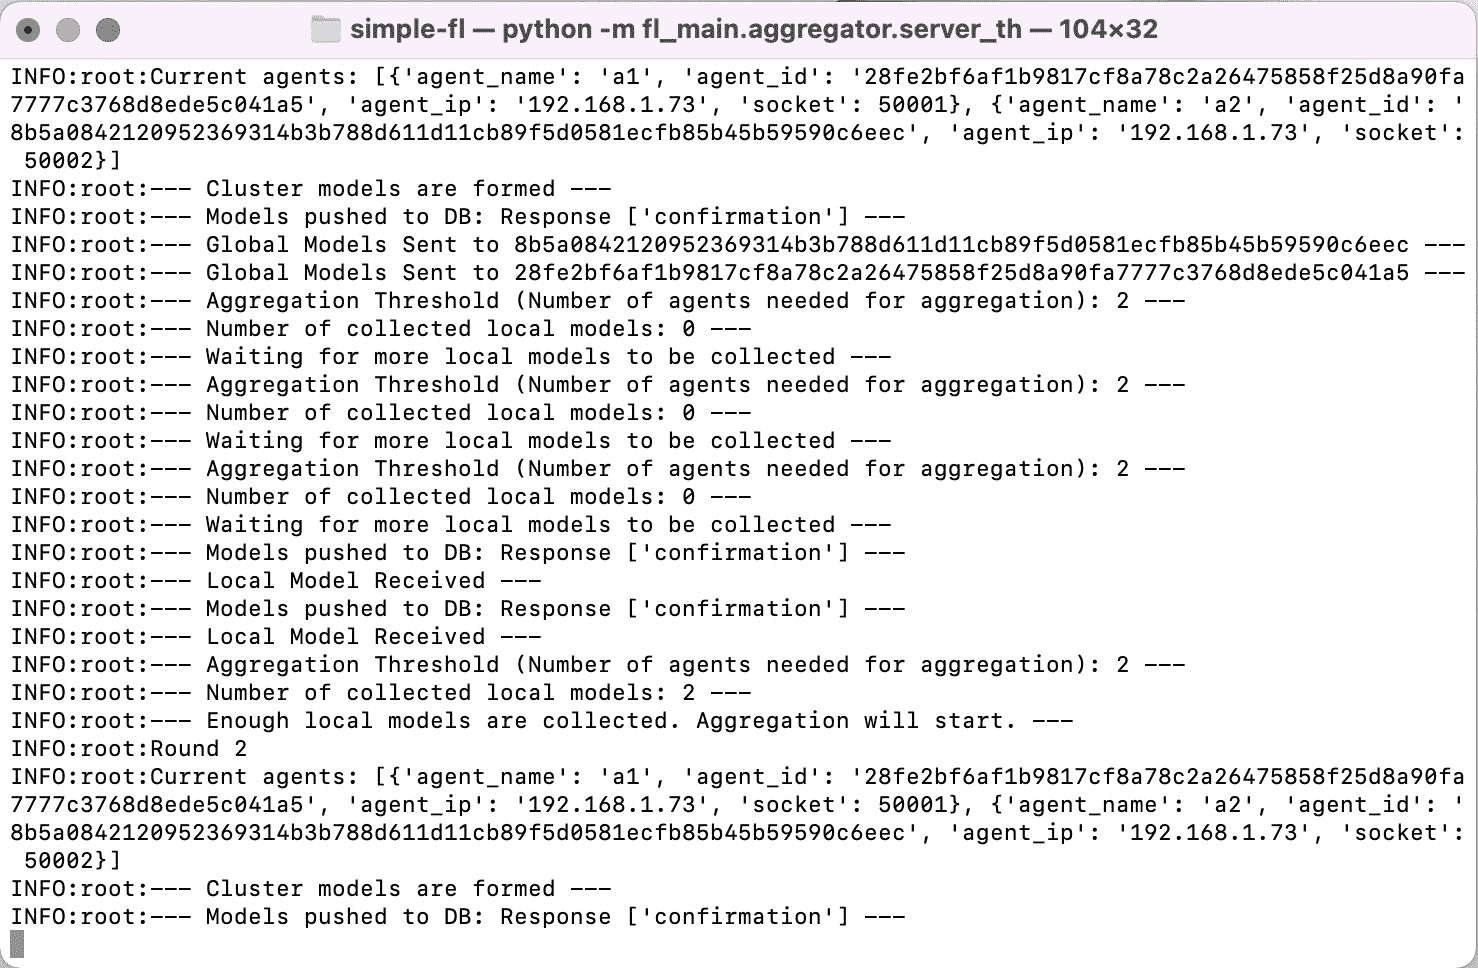 simple-fl — python -m fl_main.aggregator.server_th — 104×32
INFO:root:Current agents: [{'agent_name': 'a1', 'agent_id': '28fe2bf6af1b9817cf8a78c2a26475858f25d8a90fa
7777c3768d8ede5c041a5', 'agent_ip': '192.168.1.73', 'socket': 50001}, {'agent_name': 'a2', 'agent_id': '
8b5a0842120952369314b3b788d611d11cb89f5d0581ecfb85b45b59590c6eec', 'agent_ip': '192.168.1.73', 'socket':
 50002}]
INFO:root:--- Cluster models are formed ---
INFO:root:--- Models pushed to DB: Response ['confirmation'] ---
INFO:root:--- Global Models Sent to 8b5a0842120952369314b3b788d611d11cb89f5d0581ecfb85b45b59590c6eec ---
INFO:root:--- Global Models Sent to 28fe2bf6af1b9817cf8a78c2a26475858f25d8a90fa7777c3768d8ede5c041a5 ---
INFO:root:--- Aggregation Threshold (Number of agents needed for aggregation): 2 ---
INFO:root:--- Number of collected local models: 0 ---
INFO:root:--- Waiting for more local models to be collected ---
INFO:root:--- Aggregation Threshold (Number of agents needed for aggregation): 2 ---
INFO:root:--- Number of collected local models: 0 ---
INFO:root:--- Waiting for more local models to be collected ---
INFO:root:--- Aggregation Threshold (Number of agents needed for aggregation): 2 ---
INFO:root:--- Number of collected local models: 0 ---
INFO:root:--- Waiting for more local models to be collected ---
INFO:root:--- Models pushed to DB: Response ['confirmation'] ---
INFO:root:--- Local Model Received ---
INFO:root:--- Models pushed to DB: Response ['confirmation'] ---
INFO:root:--- Local Model Received ---
INFO:root:--- Aggregation Threshold (Number of agents needed for aggregation): 2 ---
INFO:root:--- Number of collected local models: 2 ---
INFO:root:--- Enough local models are collected. Aggregation will start. ---
INFO:root:Round 2
INFO:root:Current agents: [{'agent_name': 'a1', 'agent_id': '28fe2bf6af1b9817cf8a78c2a26475858f25d8a90fa
7777c3768d8ede5c041a5', 'agent_ip': '192.168.1.73', 'socket': 50001}, {'agent_name': 'a2', 'agent_id': '
8b5a0842120952369314b3b788d611d11cb89f5d0581ecfb85b45b59590c6eec', 'agent_ip': '192.168.1.73', 'socket':
 50002}]
INFO:root:--- Cluster models are formed ---
INFO:root:--- Models pushed to DB: Response ['confirmation'] ---